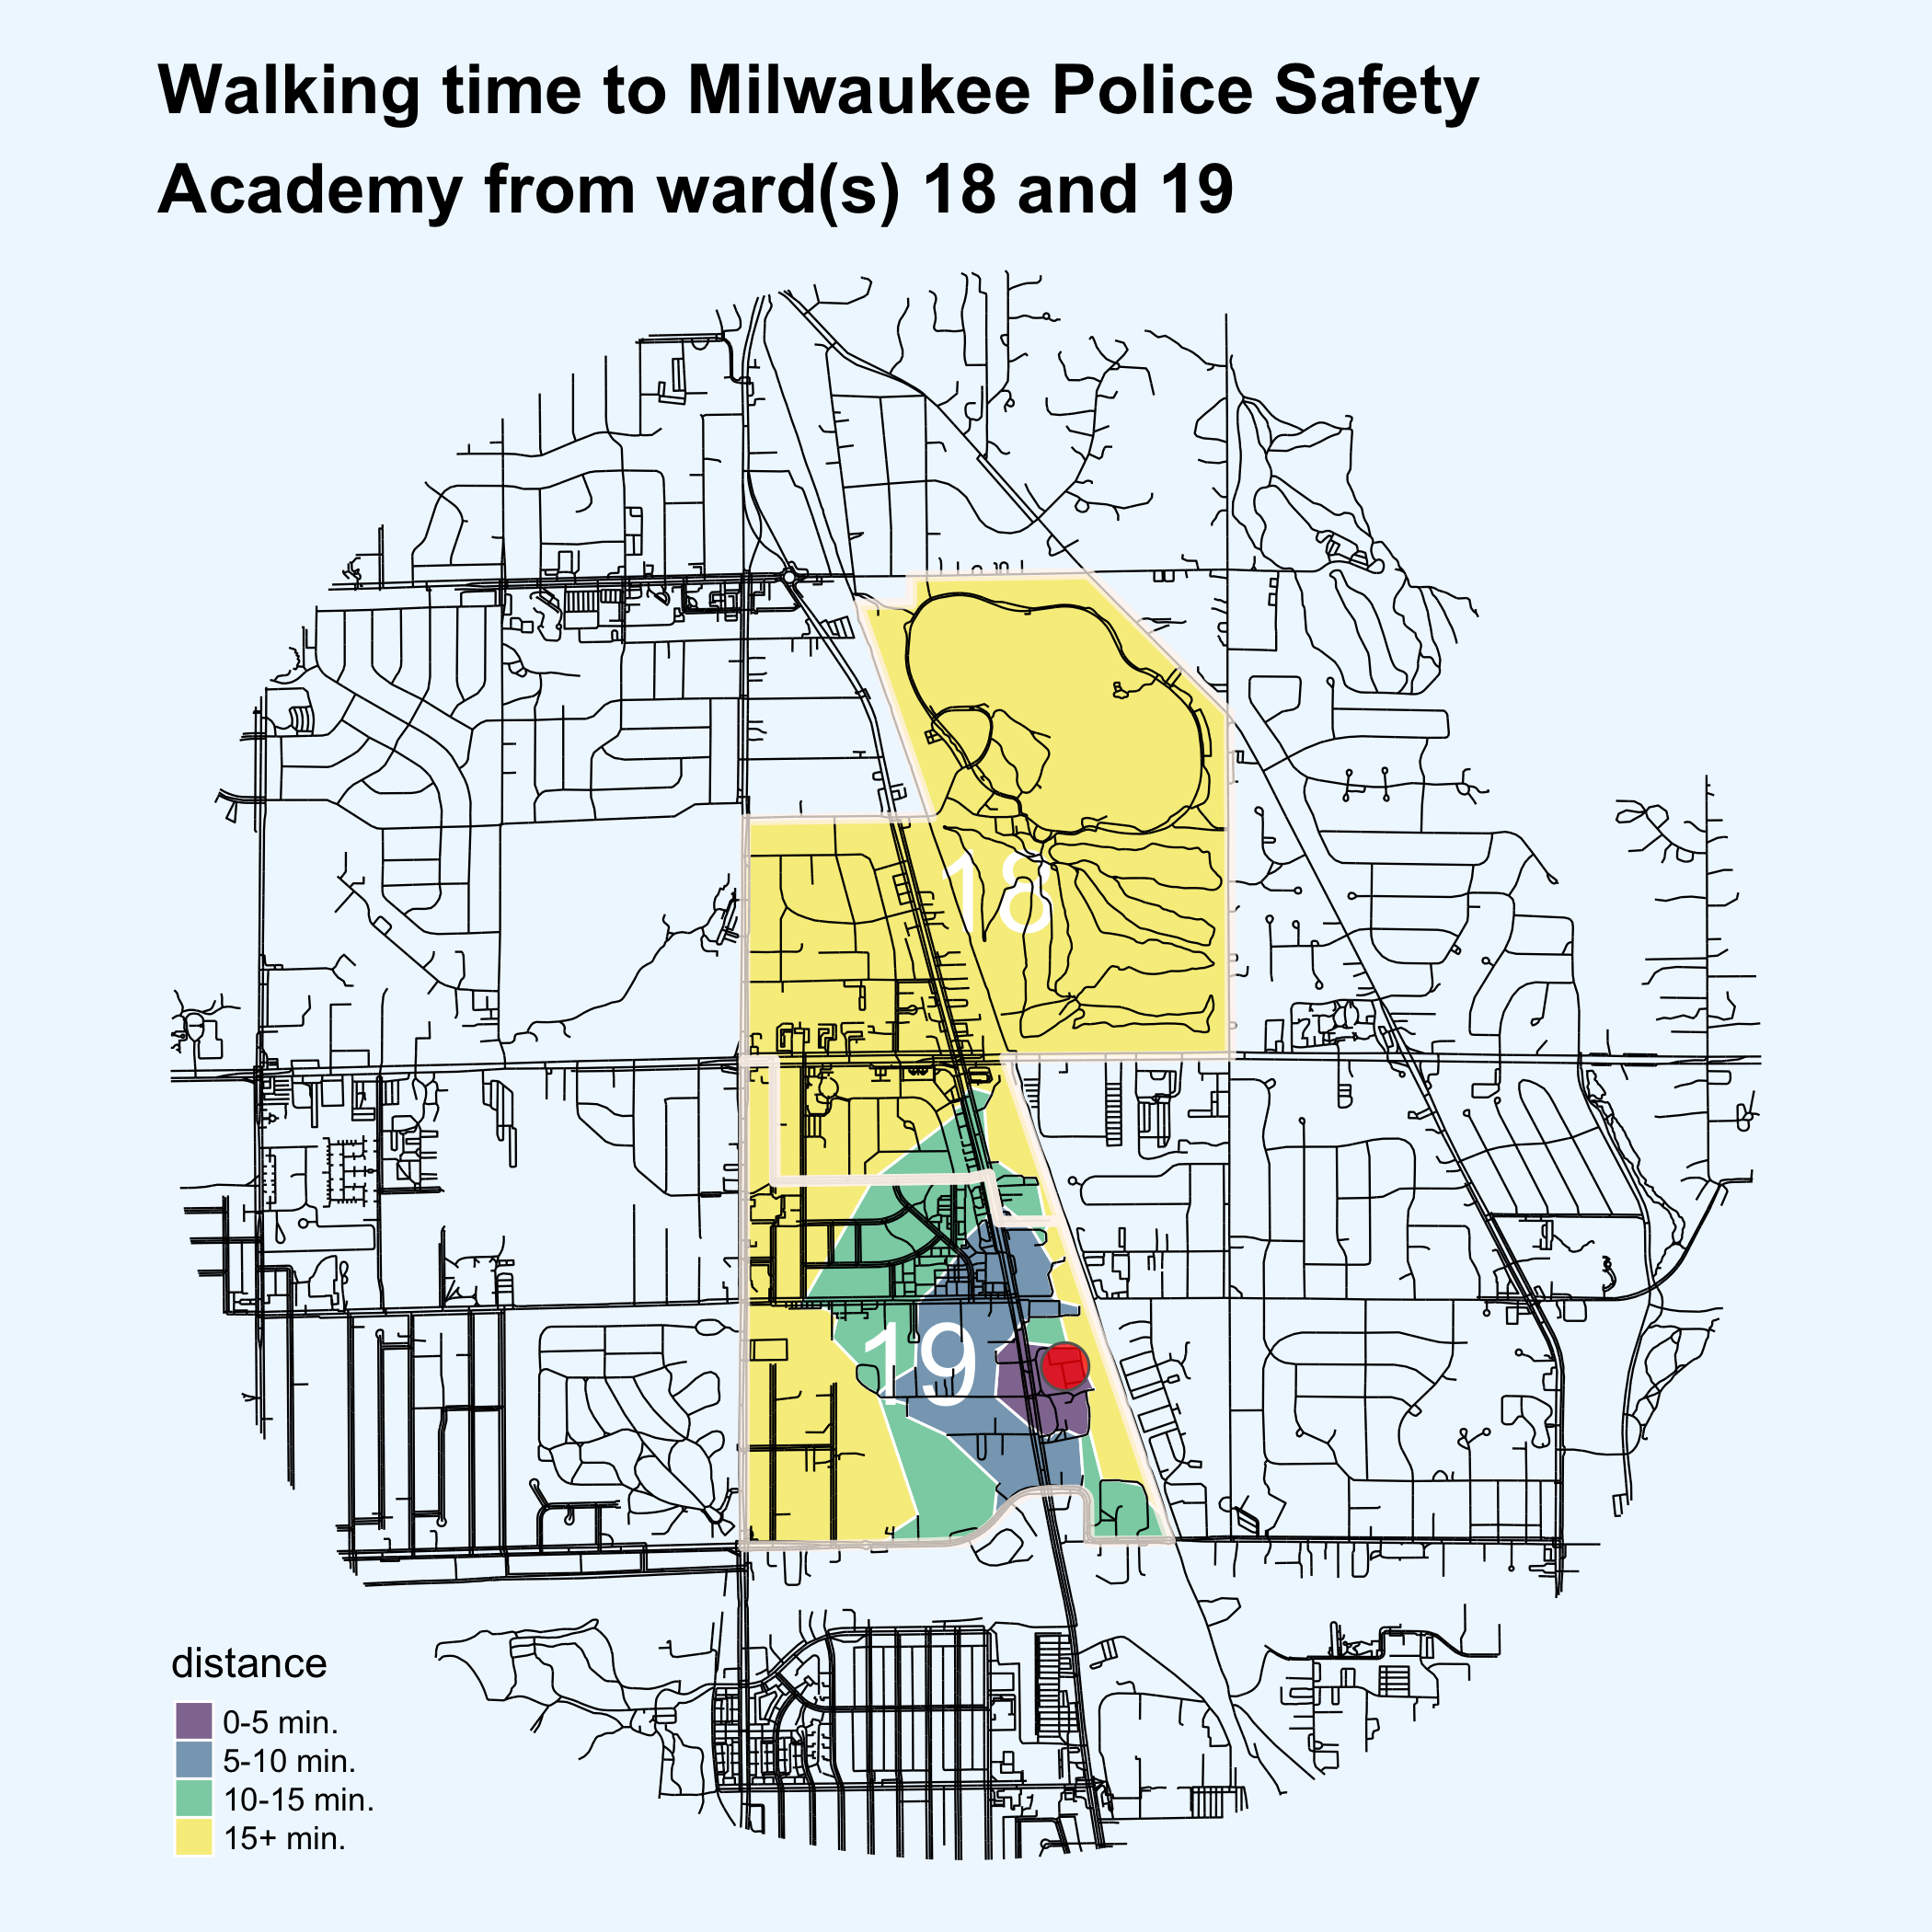 Walking time to Milwaukee Police Safety
Academy from ward(s) 18 and 19
18
19
distance
0-5 min.
5-10 min.
10-15 min.
15+ min.